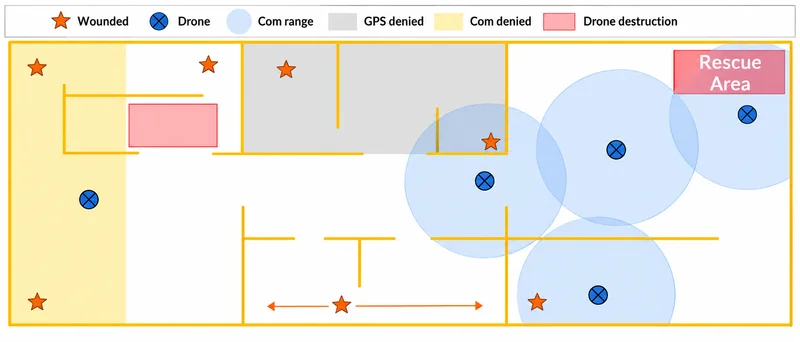 Wounded
Drone
Com range
GPS denied
Com denied
Drone destruction
Rescue
Area